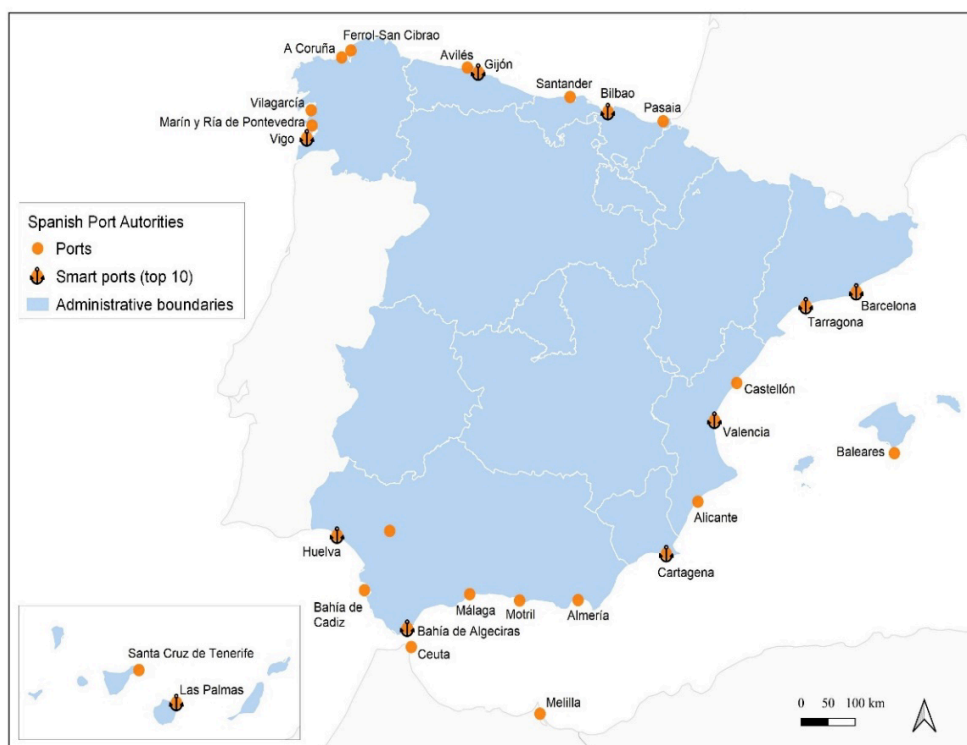 Ferrol-San Cibrao
A Coruña
Avilés
Gijón
Santander
Bilbao
Pasaia
Vilagarcía
Marín y Ría de Pontevedra
Vigo
Spanish Port Autorities
Ports
Smart ports (top 10)
Administrative boundaries
Barcelona
Tarragona
Castellón
Valencia
Baleares
Alicante
Huelva
Cartagena
Bahía de
Cadiz
Málaga
Motril
Almería
Bahía de Algeciras
Ceuta
Santa Cruz de Tenerife
Las Palmas
Melilla
0 50 100 km